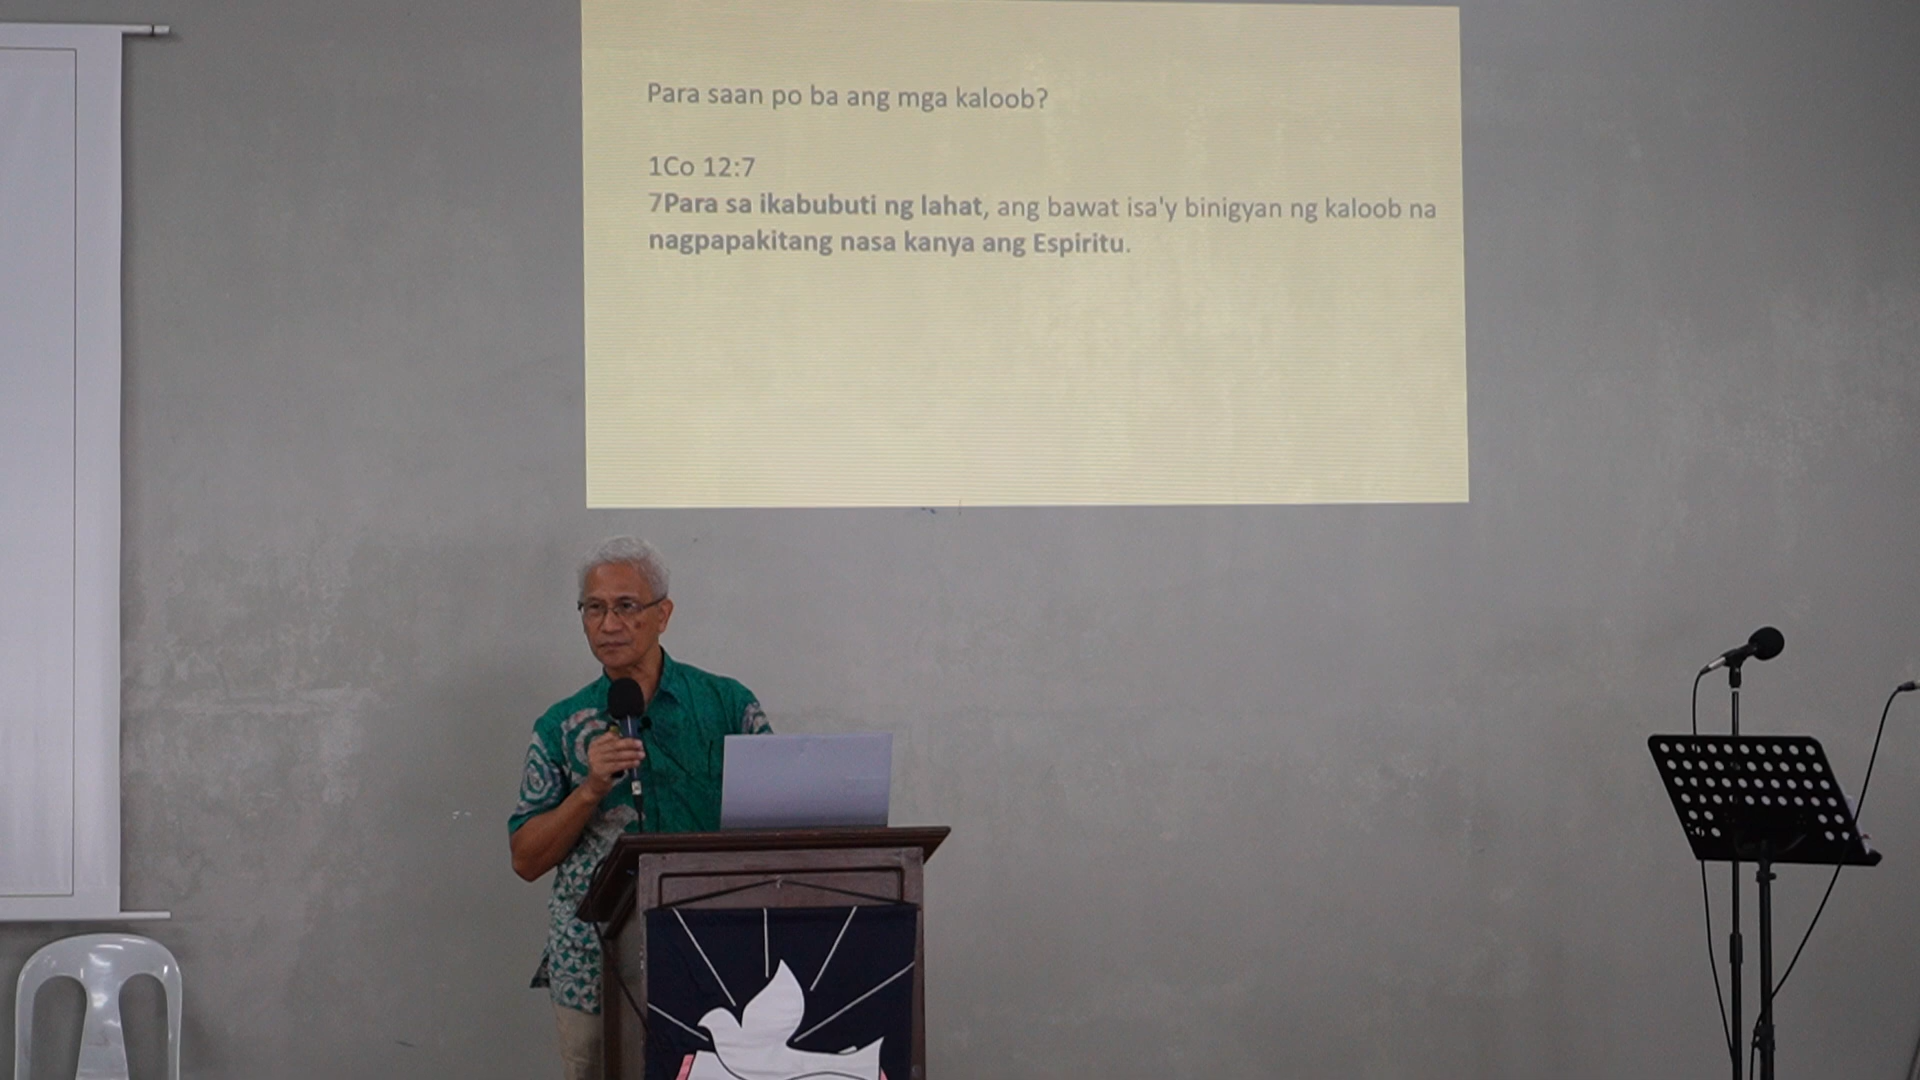 Para saan po ba ang mga kaloob?
1Co 12:7
7Para sa ikabubuti ng lahat, ang bawat isa'y binigyan ng kaloob na
nagpapakitang nasa kanya ang Espiritu.